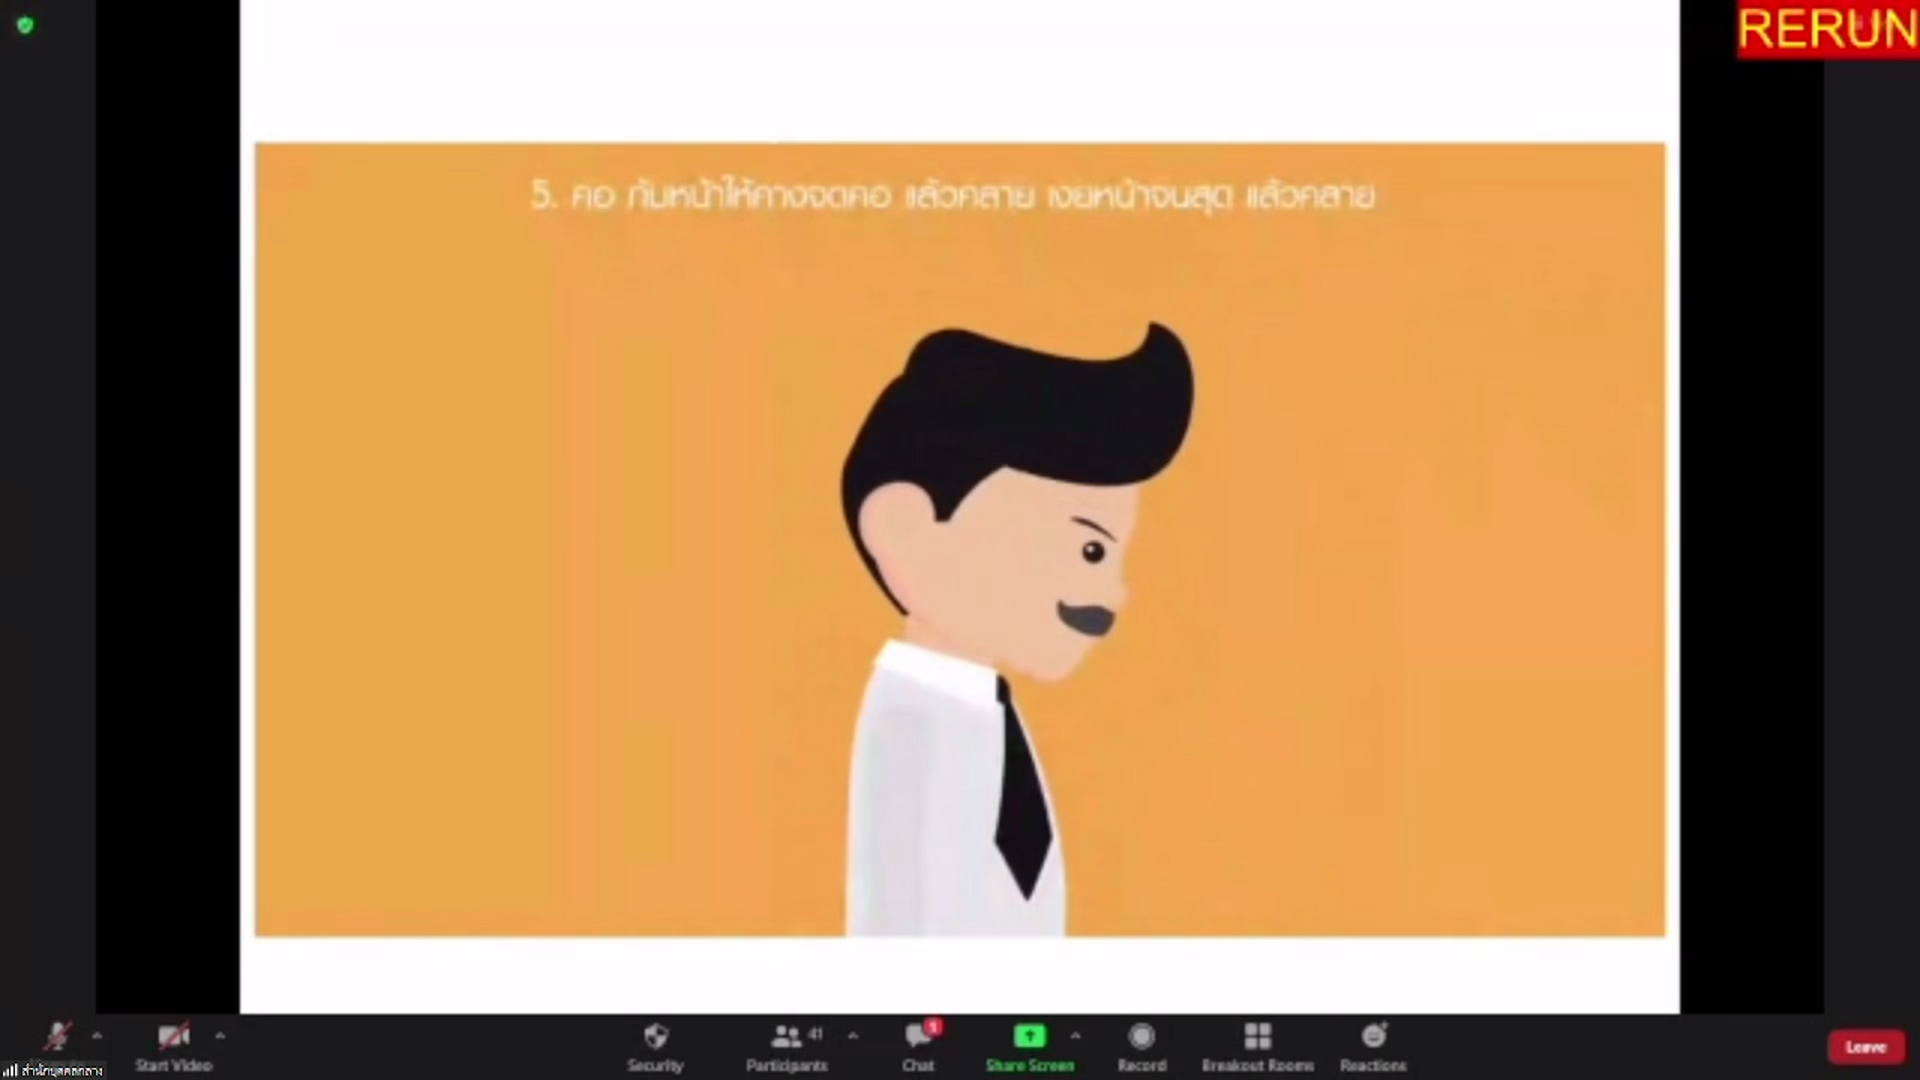 RERUN
5. คอ ก้มหน้าให้คางจดคอ แล้วคลาย เงยหน้าจนสุด แล้วคลาย
Start Video
Security
Participants
41
Chat
1
Share Screen
Record
Breakout Rooms
Reactions
Leave